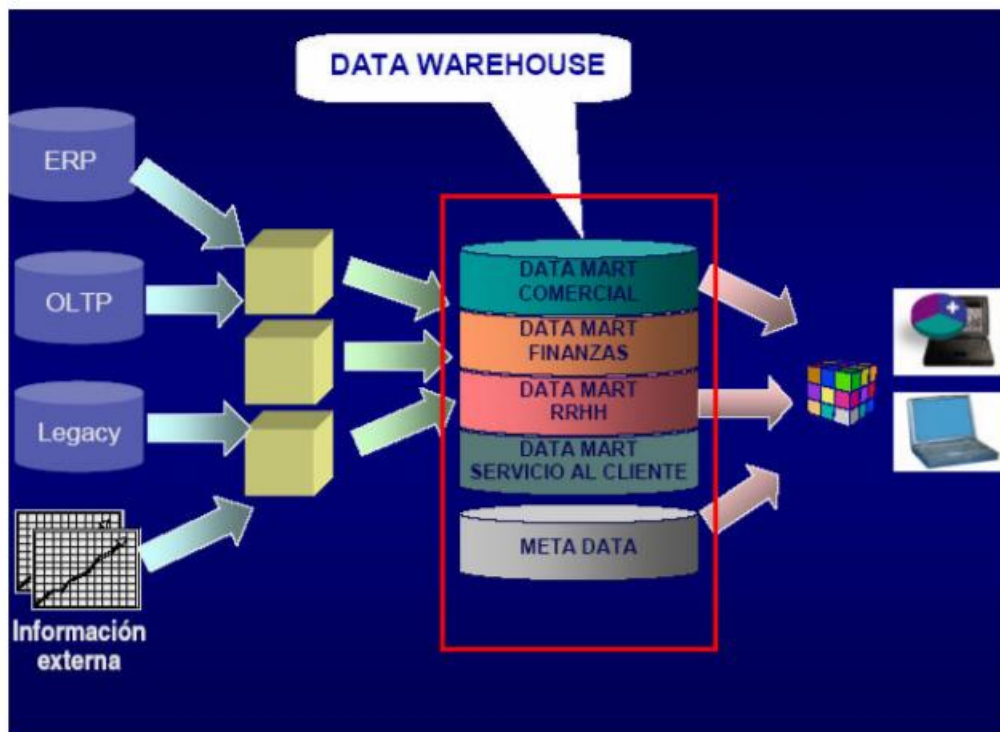 DATA WAREHOUSE
ERP
OLTP
Legacy
Información
externa
DATA MART
COMERCIAL
DATA MART
FINANZAS
DATA MART
RRHH
DATA MART
SERVICIO AL CLIENTE
META DATA